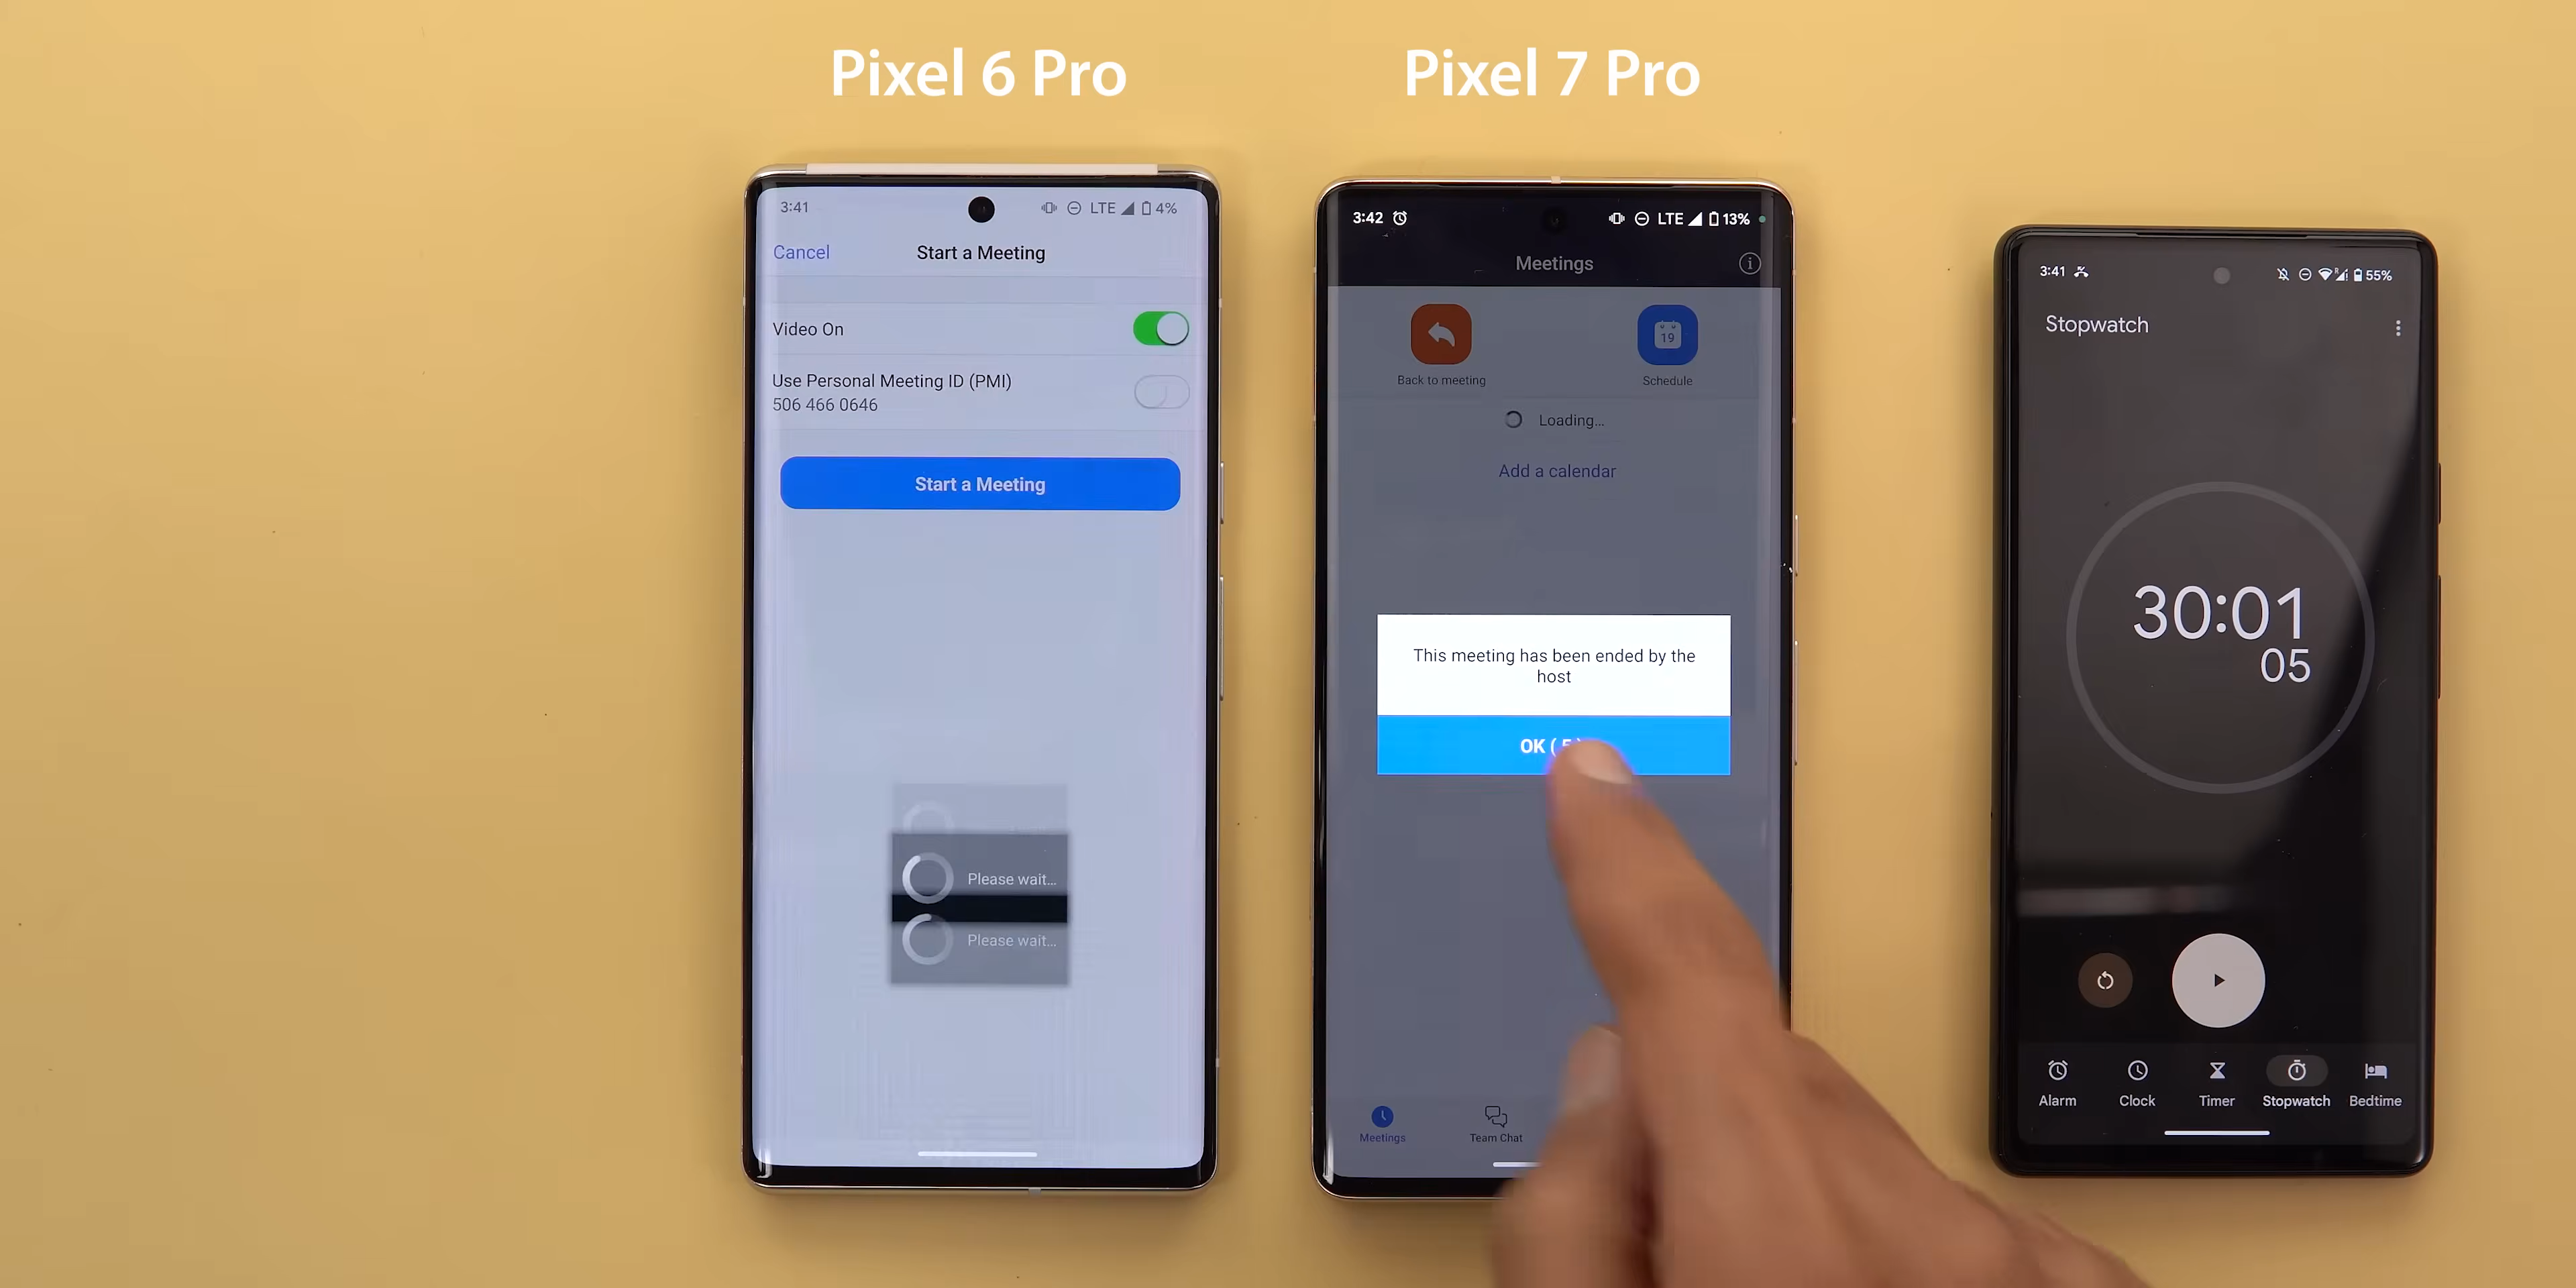 Pixel 6 Pro
Pixel 7 Pro
3:41
LTE 4%
Cancel
Start a Meeting
Video On
Use Personal Meeting ID (PMI)
506 466 0646
Start a Meeting
Please wait...
Please wait...
3:42
LTE 13%
Meetings
19
Back to meeting
Schedule
Loading...
Add a calendar
This meeting has been ended by the
host
OK (
Meetings
Team Chat
3:41
R
55%
Stopwatch
30:01
05
Alarm
Clock
Timer
Stopwatch
Bedtime